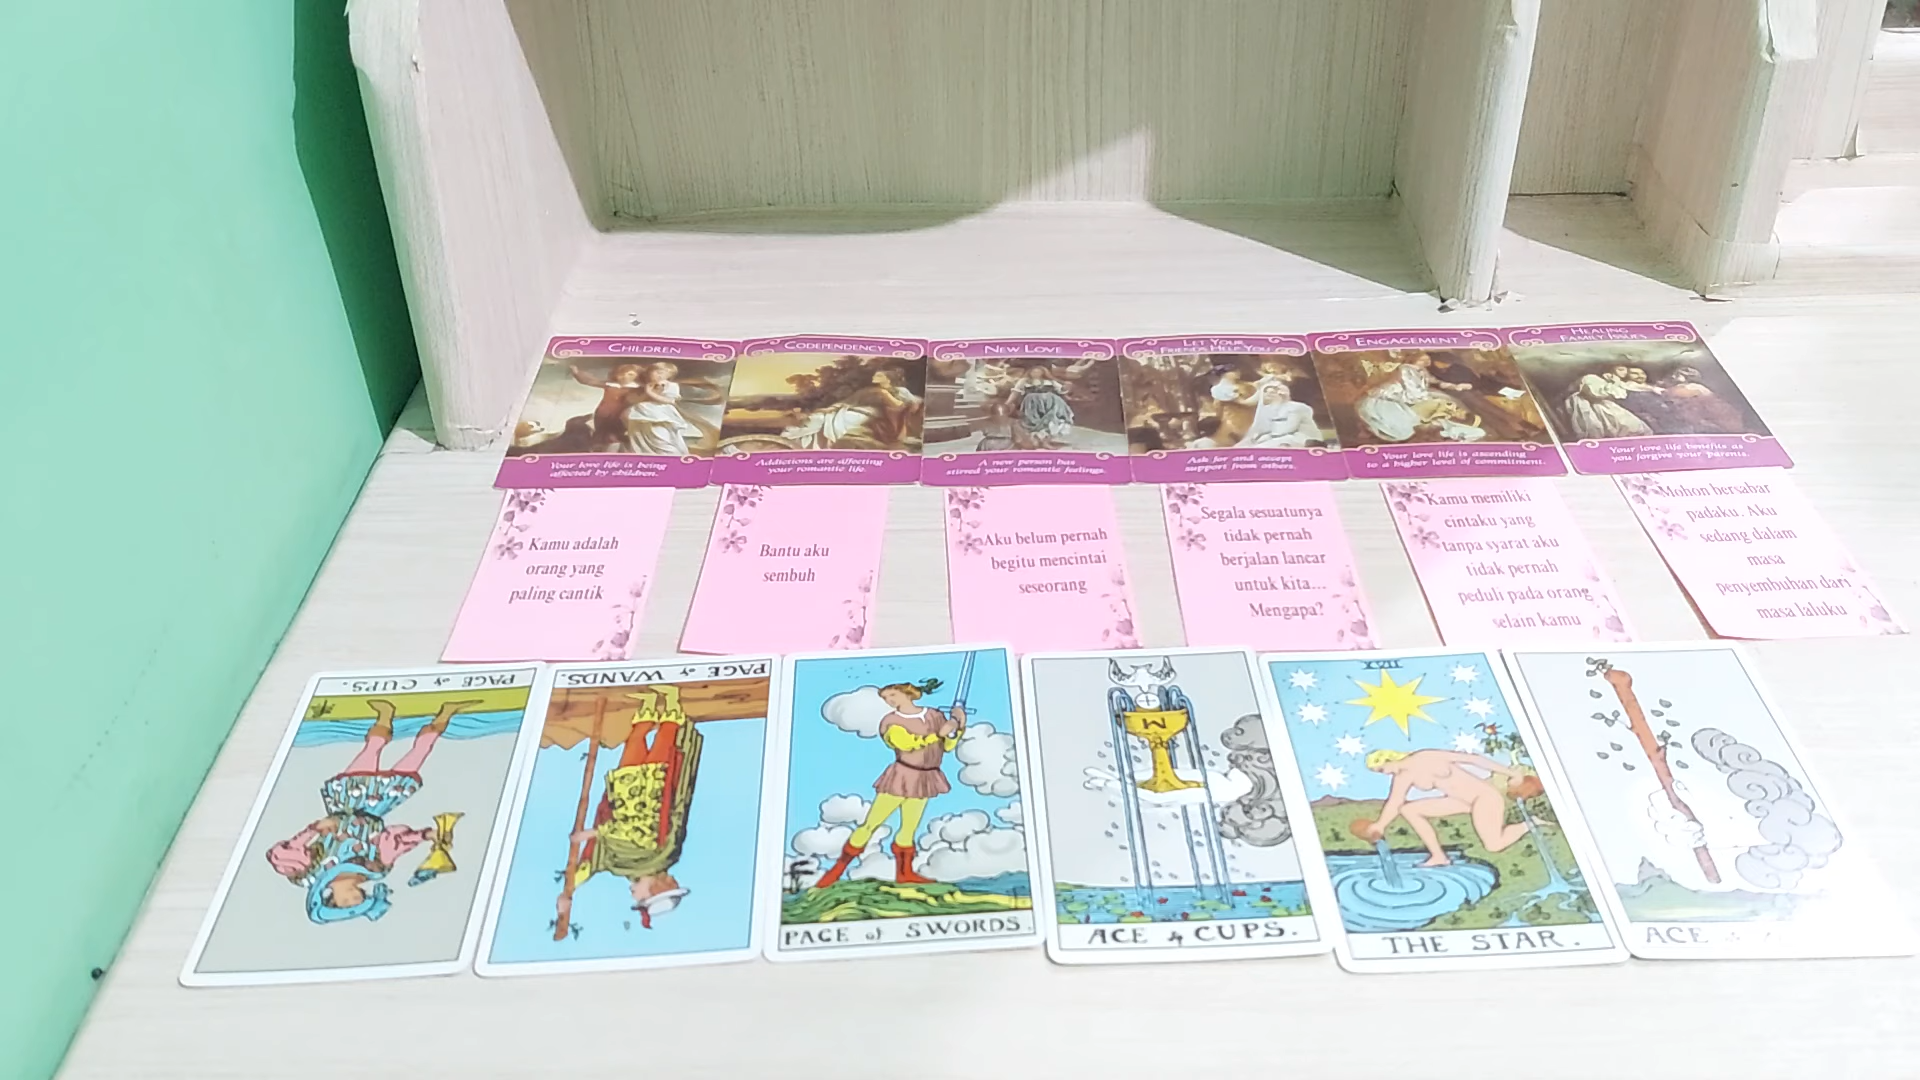 CHILDREN
Your love life is being
affected by children.
CODEPENDENCY
Addictions are affecting
your romantic life.
NEW LOVE
A new person has
stirred your romantic feelings.
LET YOUR
FRIENDS HELP YOU
Ask for and accept
support from others.
ENGAGEMENT
Your love life is ascending
to a higher level of commitment.
HEALING
FAMILY ISSUES
Your love life benefits as
you forgive your parents.
Kamu adalah
orang yang
paling cantik
Bantu aku
sembuh
Aku belum pernah
begitu mencintai
seseorang
Segala sesuatunya
tidak pernah
berjalan lancar
untuk kita...
Mengapa?
Kamu memiliki
cintaku yang
tanpa syarat aku
tidak pernah
peduli pada orang
selain kamu
Mohon bersabar
padaku. Aku
sedang dalam
masa
penyembuhan dari
masa laluku
PAGE of CUPS.
PAGE of WANDS.
PAGE of SWORDS.
ACE of CUPS.
XVII
THE STAR.
ACE